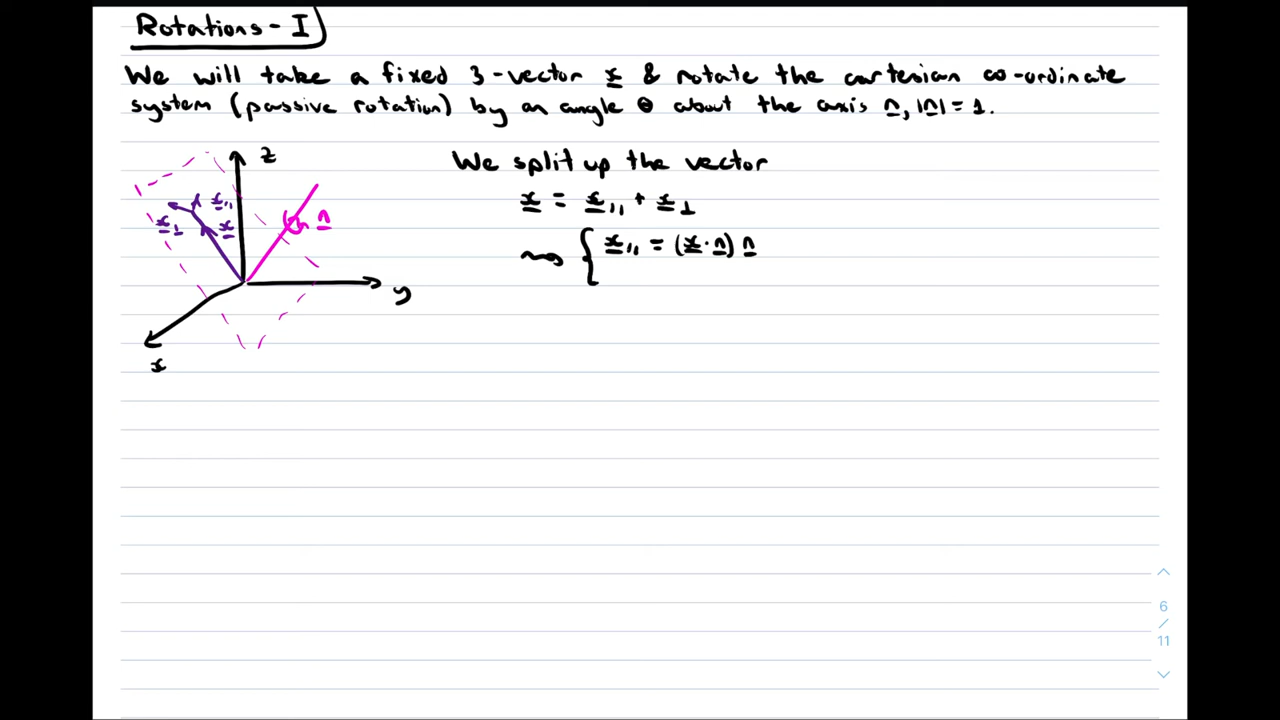 Rotations - I
We will take a fixed 3-vector x & rotate the cartesian co-ordinate
system (passive rotation) by an angle θ about the axis n, |n| = 1.
z
We split up the vector
x = x∥ + x⊥
x∥
x⊥
x
n
⇝ { x∥ = (x · n) n
y
x
6
/
11